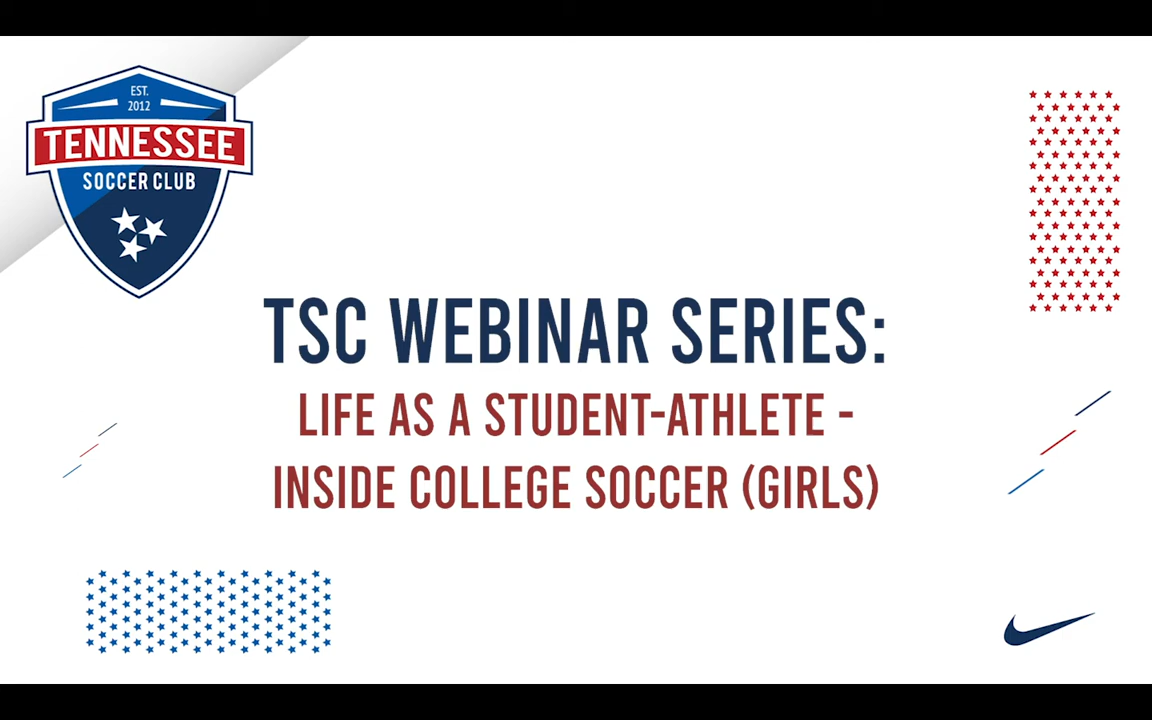 EST.
2012
TENNESSEE
SOCCER CLUB
TSC WEBINAR SERIES:
LIFE AS A STUDENT-ATHLETE -
INSIDE COLLEGE SOCCER (GIRLS)